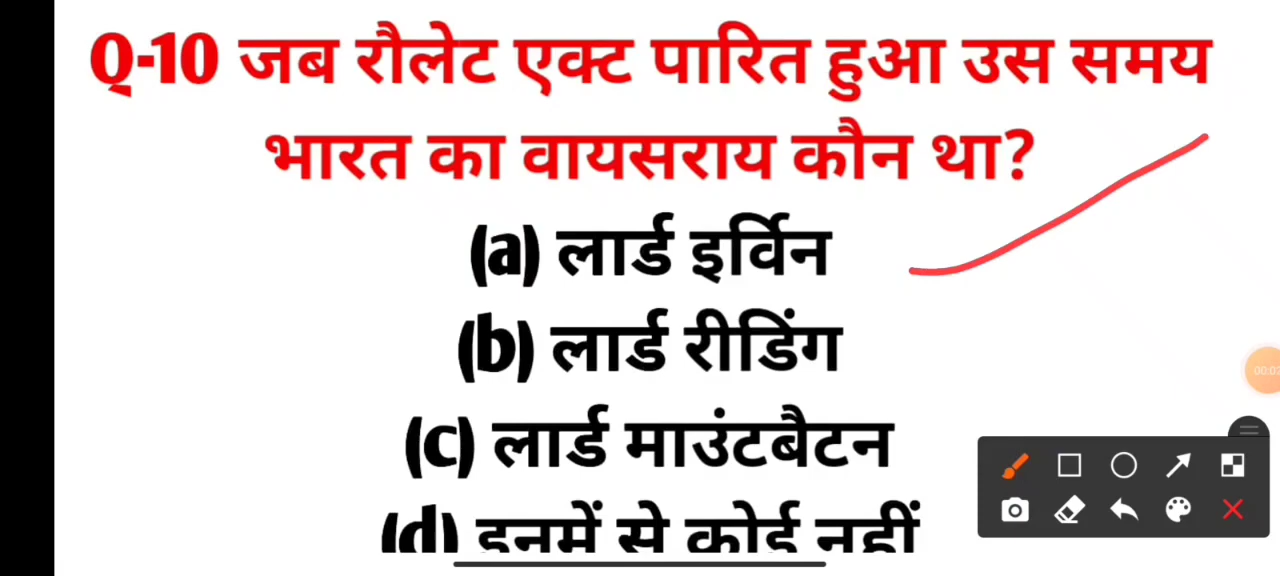 Q-10 जब रौलेट एक्ट पारित हुआ उस समय
भारत का वायसराय कौन था?
(a) लार्ड इर्विन
(b) लार्ड रीडिंग
(c) लार्ड माउंटबैटन
(d) इनमें से कोई नहीं